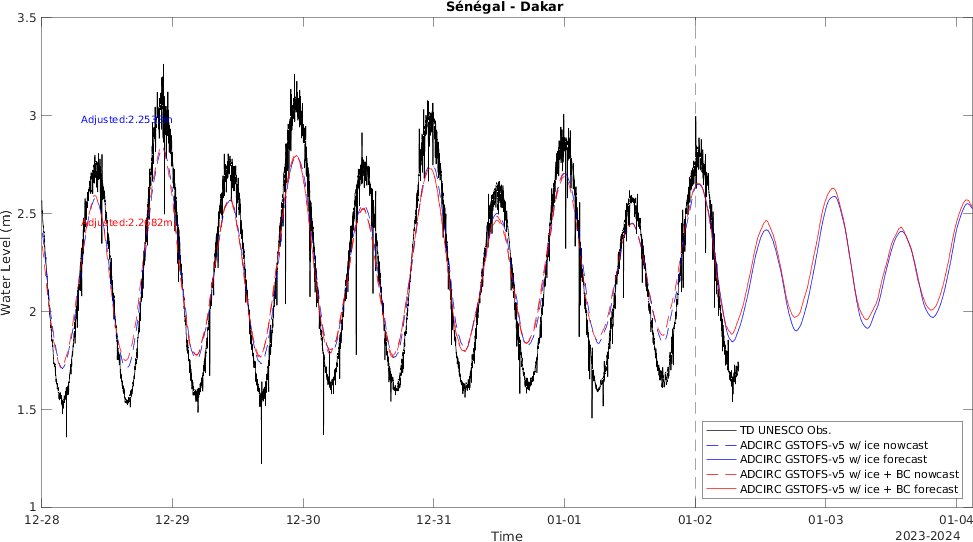 Sénégal - Dakar
3.5
3
2.5
2
1.5
1
Water Level (m)
Adjusted:2.253
Adjusted:2.2682m
TD UNESCO Obs.
ADCIRC GSTOFS-v5 w/ ice nowcast
ADCIRC GSTOFS-v5 w/ ice forecast
ADCIRC GSTOFS-v5 w/ ice + BC nowcast
ADCIRC GSTOFS-v5 w/ ice + BC forecast
12-28 12-29 12-30 12-31 01-01 01-02 01-03 01-04
Time
2023-2024